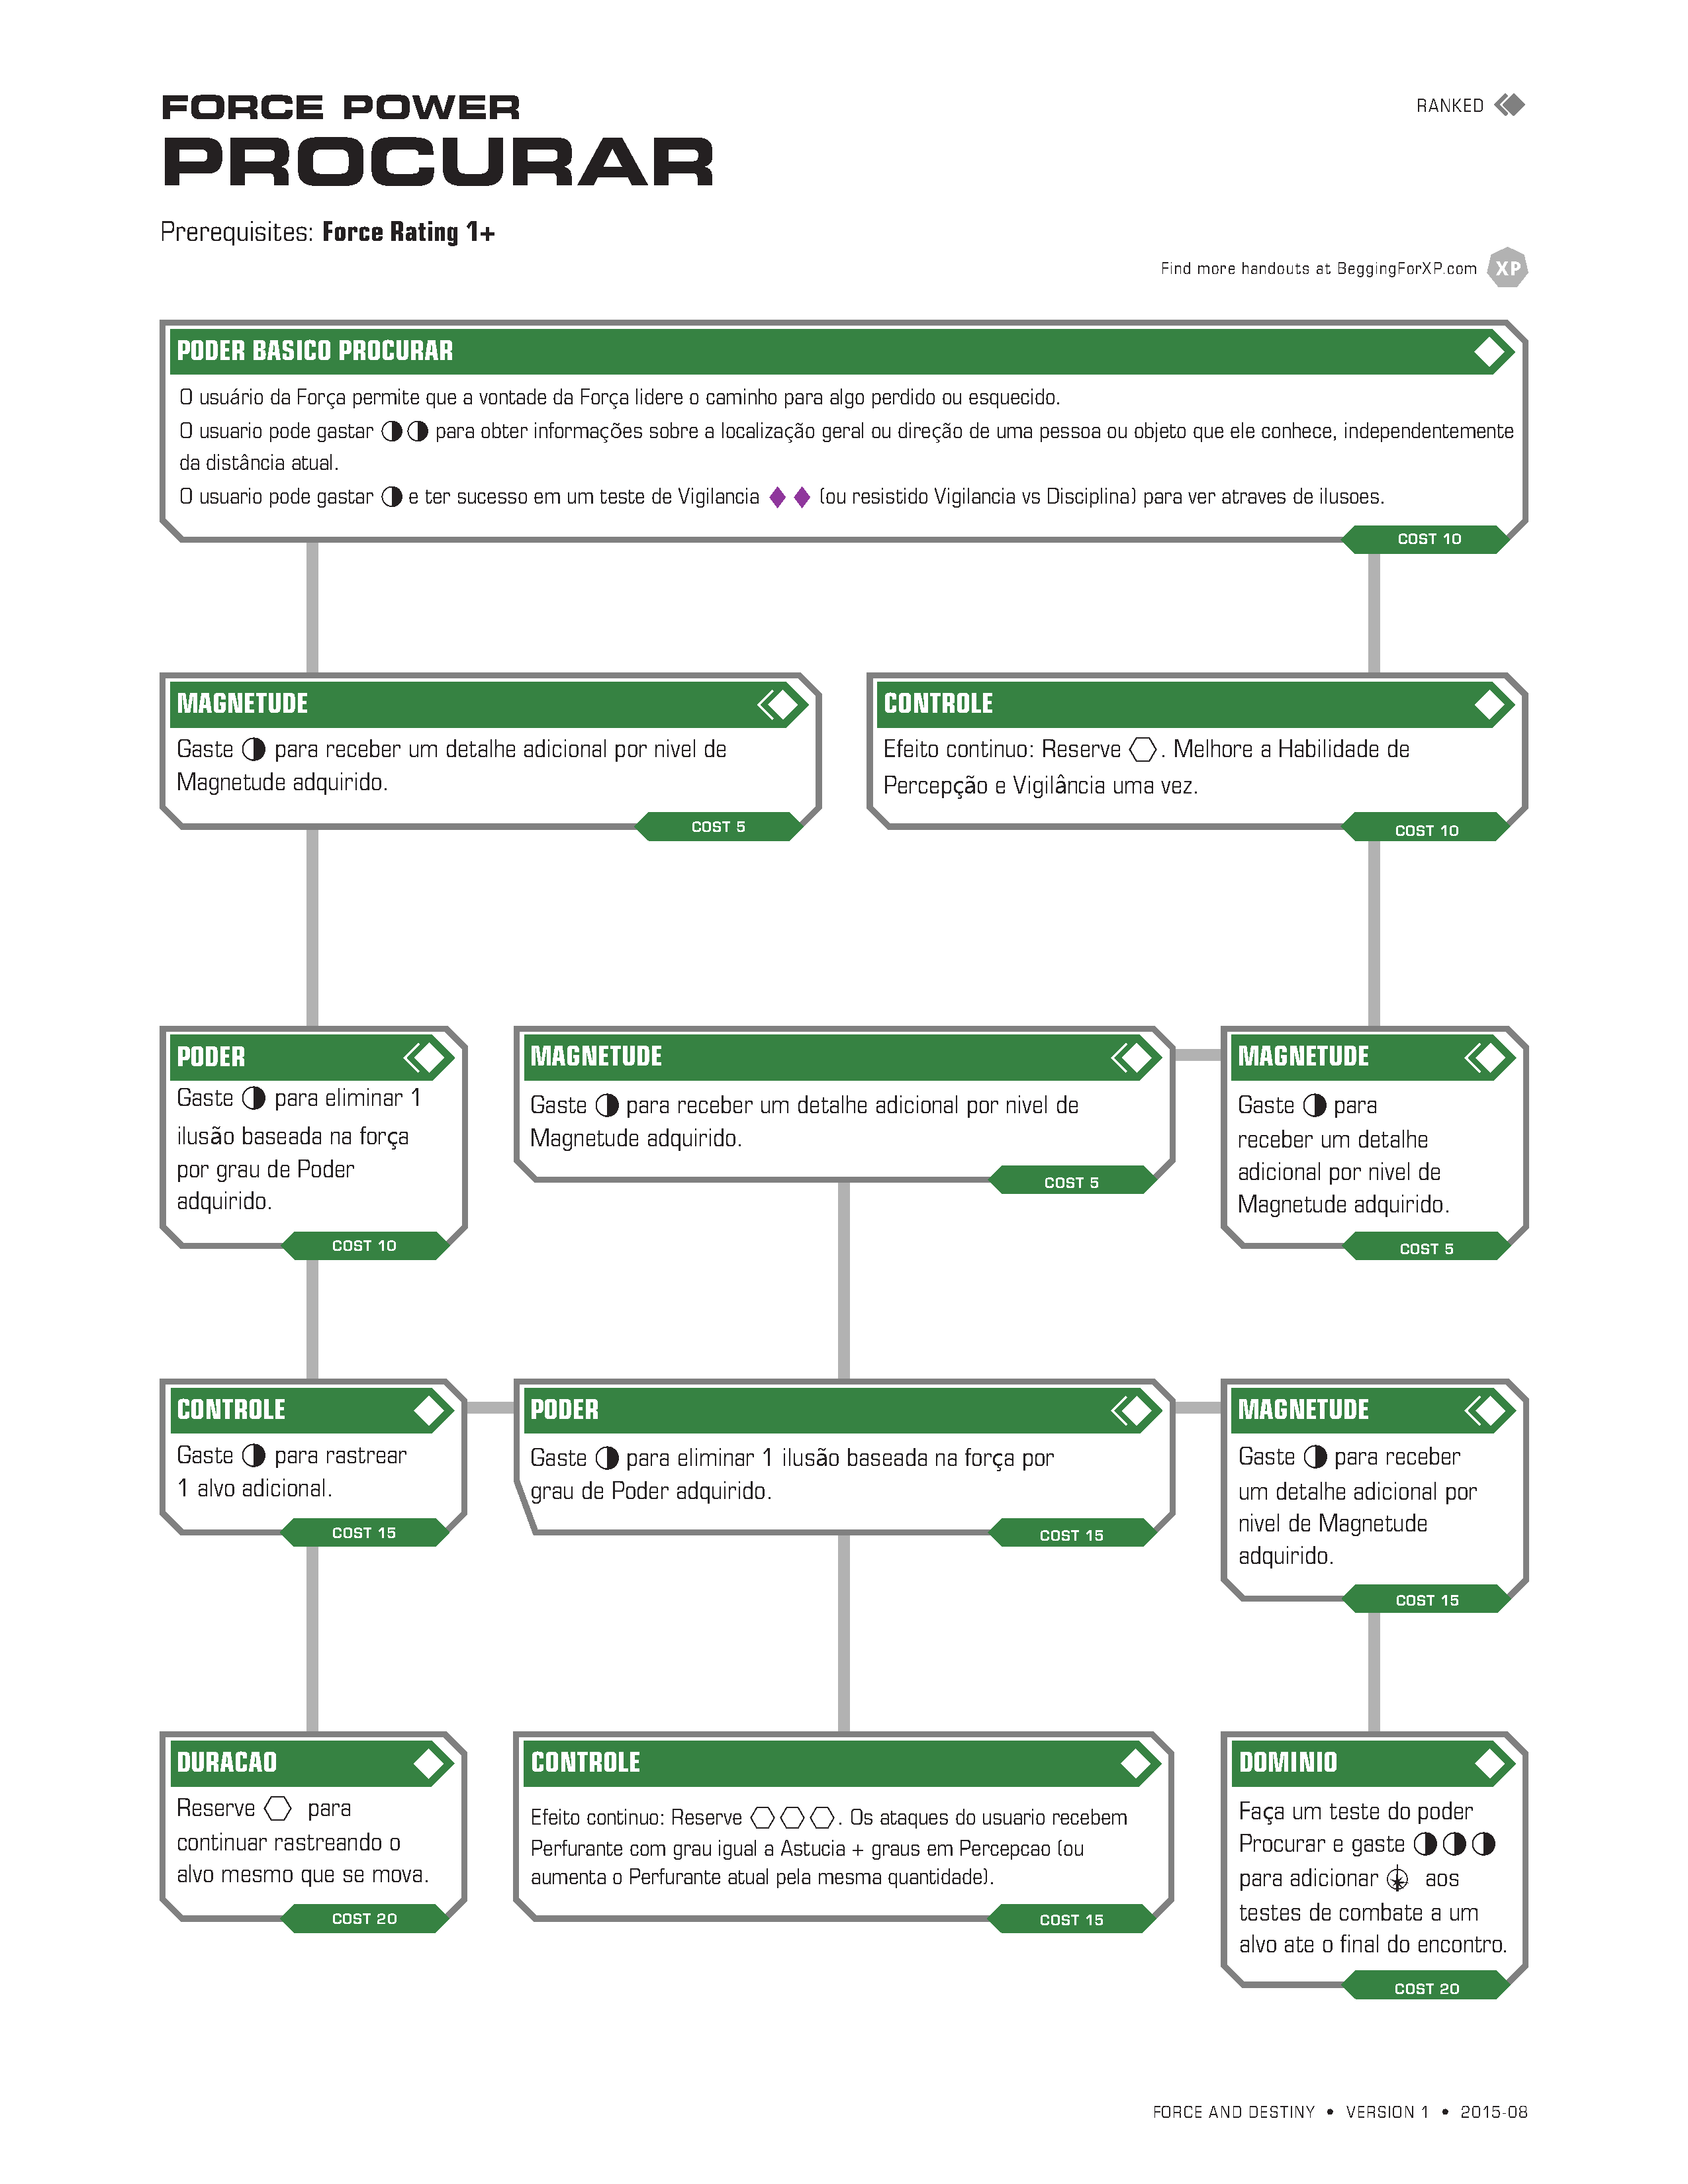 FORCE POWER
RANKED
PROCURAR
Prerequisites: Force Rating 1+
Find more handouts at BeggingForXP.com XP
PODER BASICO PROCURAR
O usuário da Força permite que a vontade da Força lidere o caminho para algo perdido ou esquecido.
O usuario pode gastar para obter informações sobre a localização geral ou direção de uma pessoa ou objeto que ele conhece, independentemente
da distância atual.
O usuario pode gastar e ter sucesso em um teste de Vigilancia (ou resistido Vigilancia vs Disciplina) para ver atraves de ilusoes.
COST 10
MAGNETUDE
Gaste para receber um detalhe adicional por nivel de
Magnetude adquirido.
COST 5
CONTROLE
Efeito continuo: Reserve . Melhore a Habilidade de
Percepção e Vigilância uma vez.
COST 10
PODER
Gaste para eliminar 1
ilusão baseada na força
por grau de Poder
adquirido.
COST 10
MAGNETUDE
Gaste para receber um detalhe adicional por nivel de
Magnetude adquirido.
COST 5
MAGNETUDE
Gaste para
receber um detalhe
adicional por nivel de
Magnetude adquirido.
COST 5
CONTROLE
Gaste para rastrear
1 alvo adicional.
COST 15
PODER
Gaste para eliminar 1 ilusão baseada na força por
grau de Poder adquirido.
COST 15
MAGNETUDE
Gaste para receber
um detalhe adicional por
nivel de Magnetude
adquirido.
COST 15
DURACAO
Reserve para
continuar rastreando o
alvo mesmo que se mova.
COST 20
CONTROLE
Efeito continuo: Reserve . Os ataques do usuario recebem
Perfurante com grau igual a Astucia + graus em Percepcao (ou
aumenta o Perfurante atual pela mesma quantidade).
COST 15
DOMINIO
Faça um teste do poder
Procurar e gaste
para adicionar aos
testes de combate a um
alvo ate o final do encontro.
COST 20
FORCE AND DESTINY • VERSION 1 • 2015-08